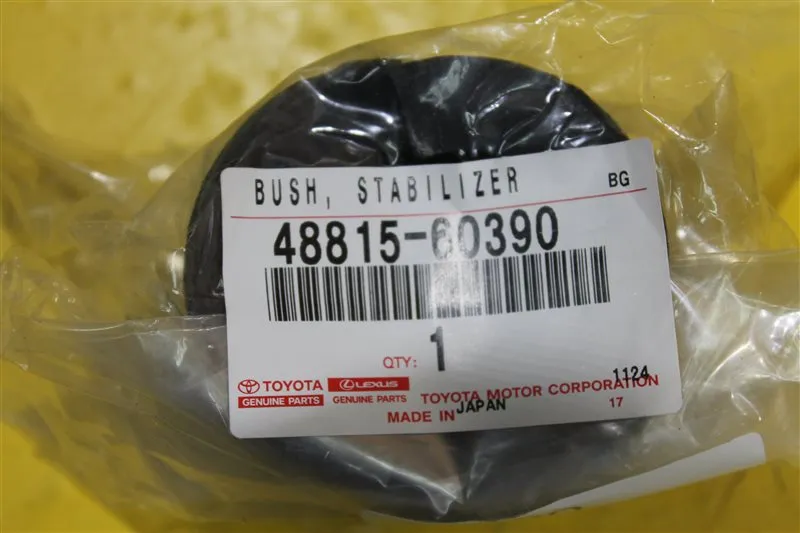 BUSH, STABILIZER BG
48815-60390
QTY: 1
TOYOTA LEXUS 1124
GENUINE PARTS GENUINE PARTS TOYOTA MOTOR CORPORATION
MADE IN JAPAN 17